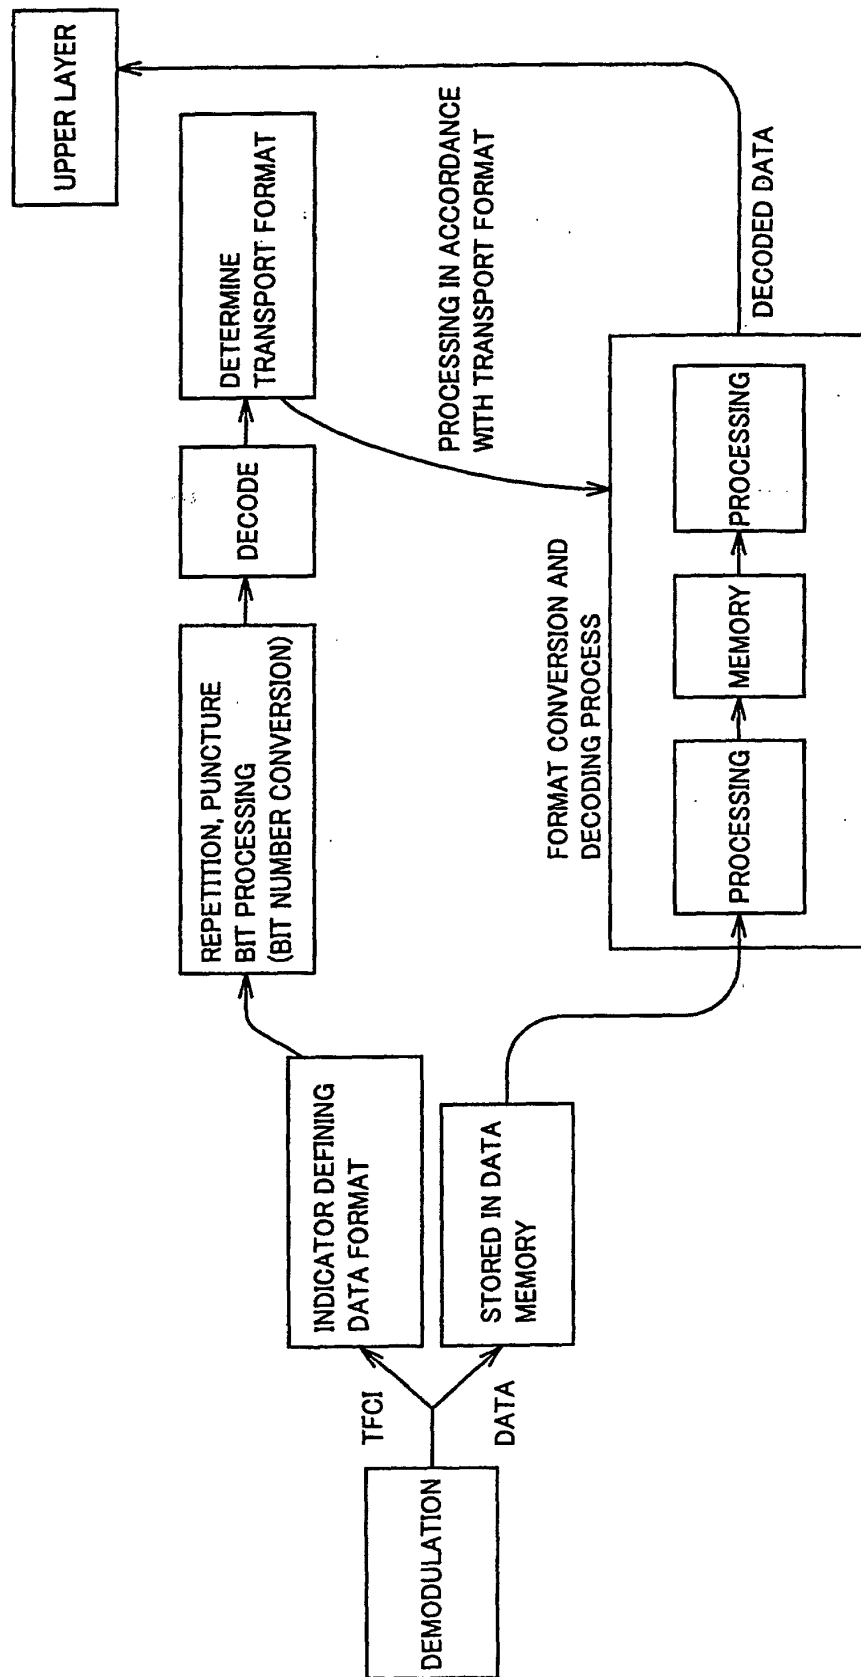 DEMODULATION
TFCI
DATA
INDICATOR DEFINING
DATA FORMAT
STORED IN DATA
MEMORY
REPETITION, PUNCTURE
BIT PROCESSING
(BIT NUMBER CONVERSION)
DECODE
DETERMINE
TRANSPORT FORMAT
UPPER LAYER
PROCESSING IN ACCORDANCE
WITH TRANSPORT FORMAT
FORMAT CONVERSION AND
DECODING PROCESS
PROCESSING
MEMORY
PROCESSING
DECODED DATA